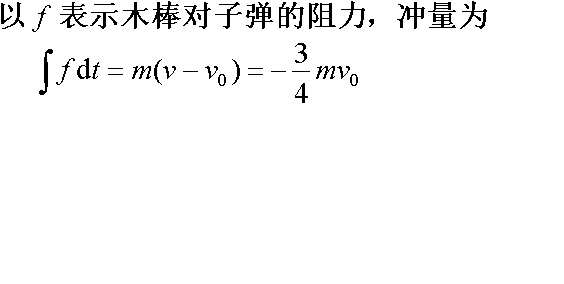 以 f 表示木棒对子弹的阻力，冲量为
∫ f dt = m(v − v₀) = − 3/4 mv₀